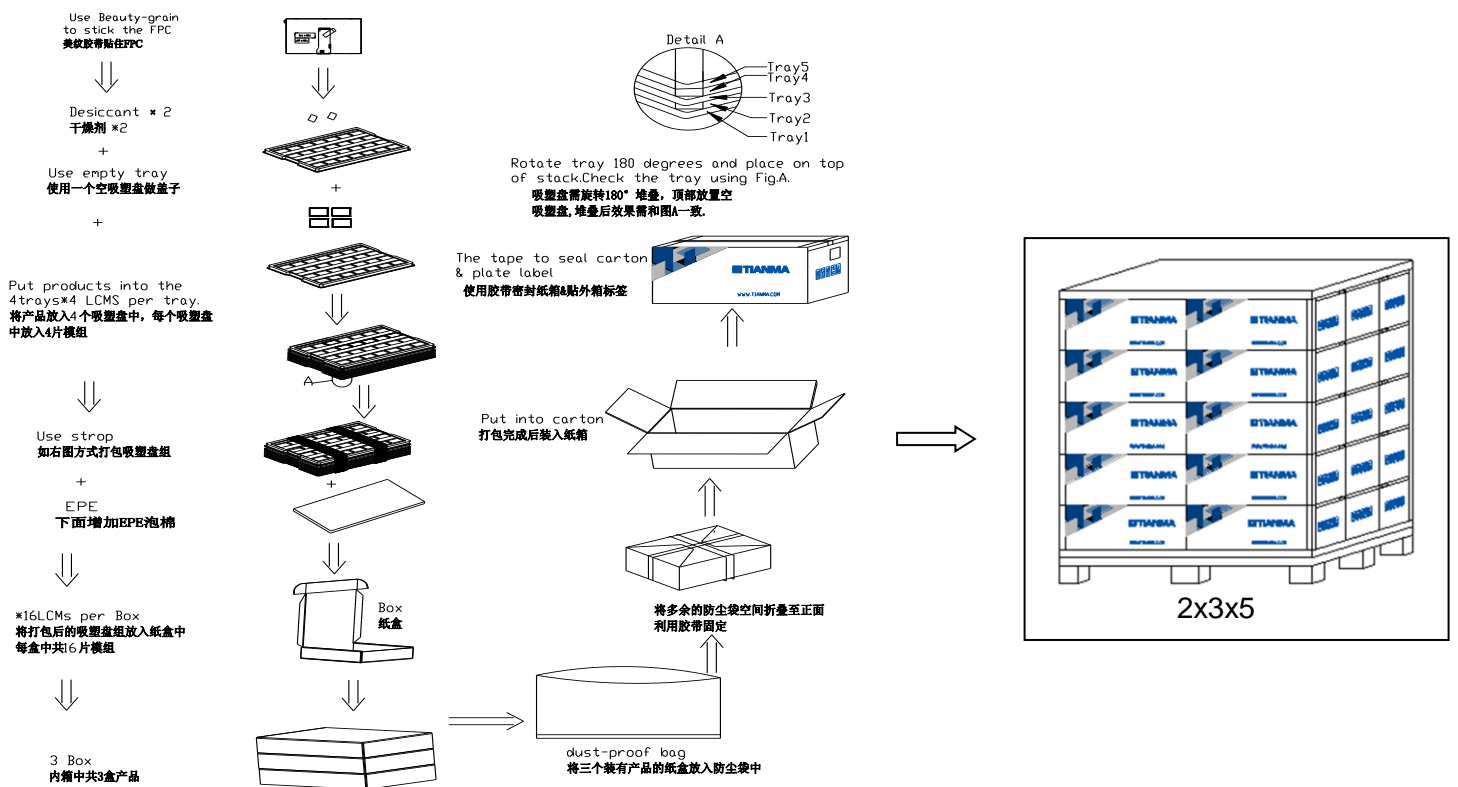 Use Beauty-grain
to stick the FPC
美纹胶带贴住FPC
Desiccant * 2
干燥剂 *2
+
Use empty tray
使用一个空吸塑盘做盖子
+
Put products into the
4trays*4 LCMS per tray.
将产品放入4个吸塑盘中，每个吸塑盘
中放入4片模组
Use strop
如右图方式打包吸塑盘组
+
EPE
下面增加EPE泡棉
*16LCMs per Box
将打包后的吸塑盘组放入纸盒中
每盒中共16片模组
3 Box
内箱中共3盒产品
+
A
+
Box
纸盒
Detail A
Tray5
Tray4
Tray3
Tray2
Tray1
Rotate tray 180 degrees and place on top
of stack.Check the tray using Fig.A.
吸塑盘需旋转180°堆叠，顶部放置空
吸塑盘,堆叠后效果需和图A一致.
The tape to seal carton
& plate label
使用胶带密封纸箱&贴外箱标签
TIANMA
WWW.TIANMA.COM
Put into carton
打包完成后装入纸箱
将多余的防尘袋空间折叠至正面
利用胶带固定
dust-proof bag
将三个装有产品的纸盒放入防尘袋中
TIANMA TIANMA
TIANMA TIANMA
TIANMA TIANMA
TIANMA TIANMA
TIANMA TIANMA
2x3x5